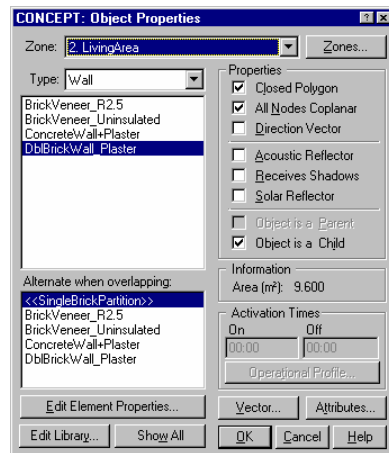 CONCEPT: Object Properties
Zone: 2. LivingArea
Zones...
Type: Wall
BrickVeneer_R2.5
BrickVeneer_Uninsulated
ConcreteWall+Plaster
DblBrickWall_Plaster
Alternate when overlapping:
<<SingleBrickPartition>>
BrickVeneer_R2.5
BrickVeneer_Uninsulated
ConcreteWall+Plaster
DblBrickWall_Plaster
Edit Element Properties...
Edit Library...
Show All
Properties
Closed Polygon
All Nodes Coplanar
Direction Vector
Acoustic Reflector
Receives Shadows
Solar Reflector
Object is a Parent
Object is a Child
Information
Area (m²): 9.600
Activation Times
On Off
00:00 00:00
Operational Profile...
Vector... Attributes...
OK Cancel Help